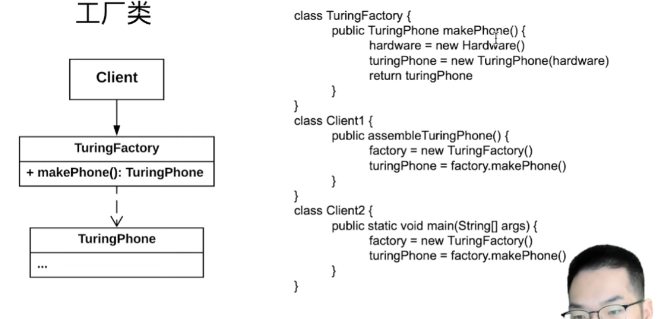 工厂类
Client
TuringFactory
+ makePhone(): TuringPhone
TuringPhone
...
class TuringFactory {
public TuringPhone makePhone() {
hardware = new Hardware()
turingPhone = new TuringPhone(hardware)
return turingPhone
}
}
class Client1 {
public assembleTuringPhone() {
factory = new TuringFactory()
turingPhone = factory.makePhone()
}
}
class Client2 {
public static void main(String[] args) {
factory = new TuringFactory()
turingPhone = factory.makePhone()
}
}